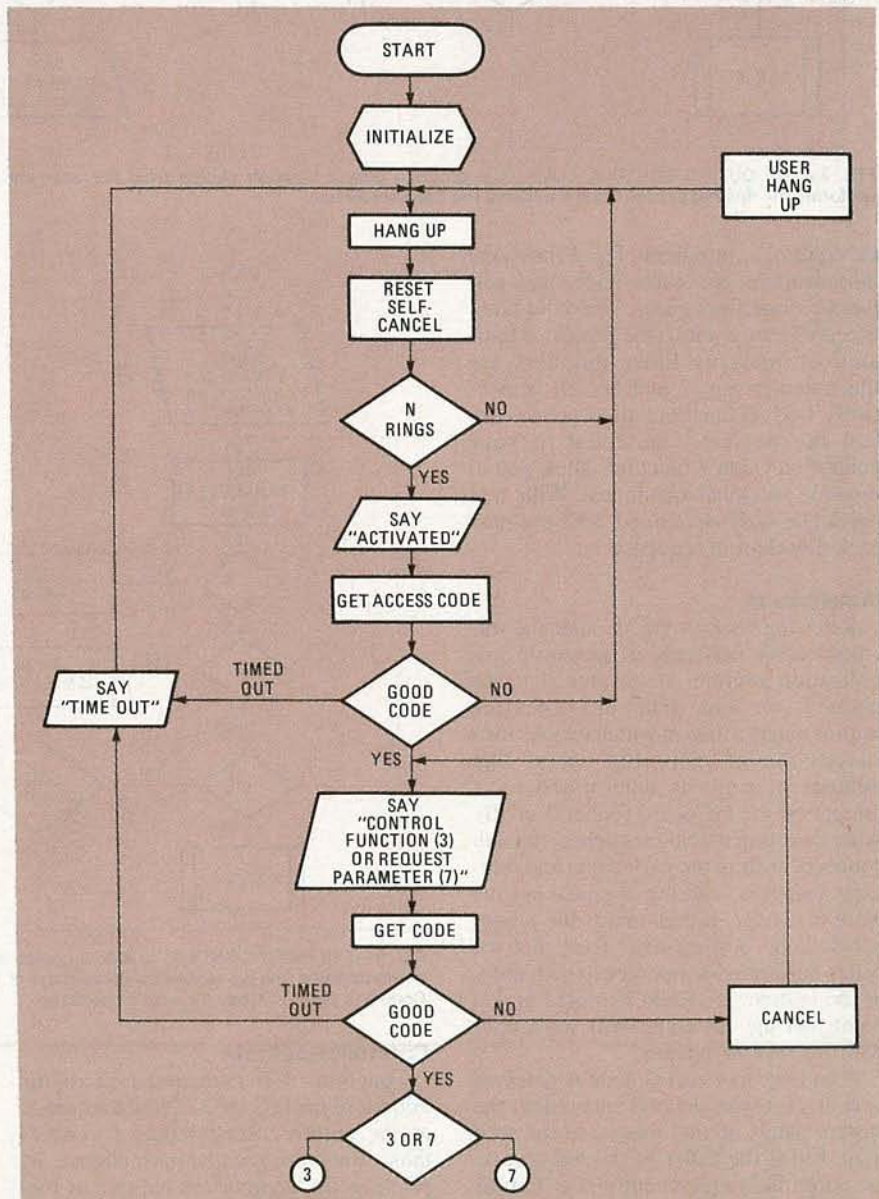 START
INITIALIZE
USER
HANG
UP
HANG UP
RESET
SELF-
CANCEL
N
RINGS
NO
YES
SAY
"ACTIVATED"
GET ACCESS CODE
TIMED
OUT
SAY
"TIME OUT"
GOOD
CODE
NO
YES
SAY
"CONTROL
FUNCTION (3)
OR REQUEST
PARAMETER (7)"
GET CODE
TIMED
OUT
GOOD
CODE
NO
CANCEL
YES
3 OR 7
3
7